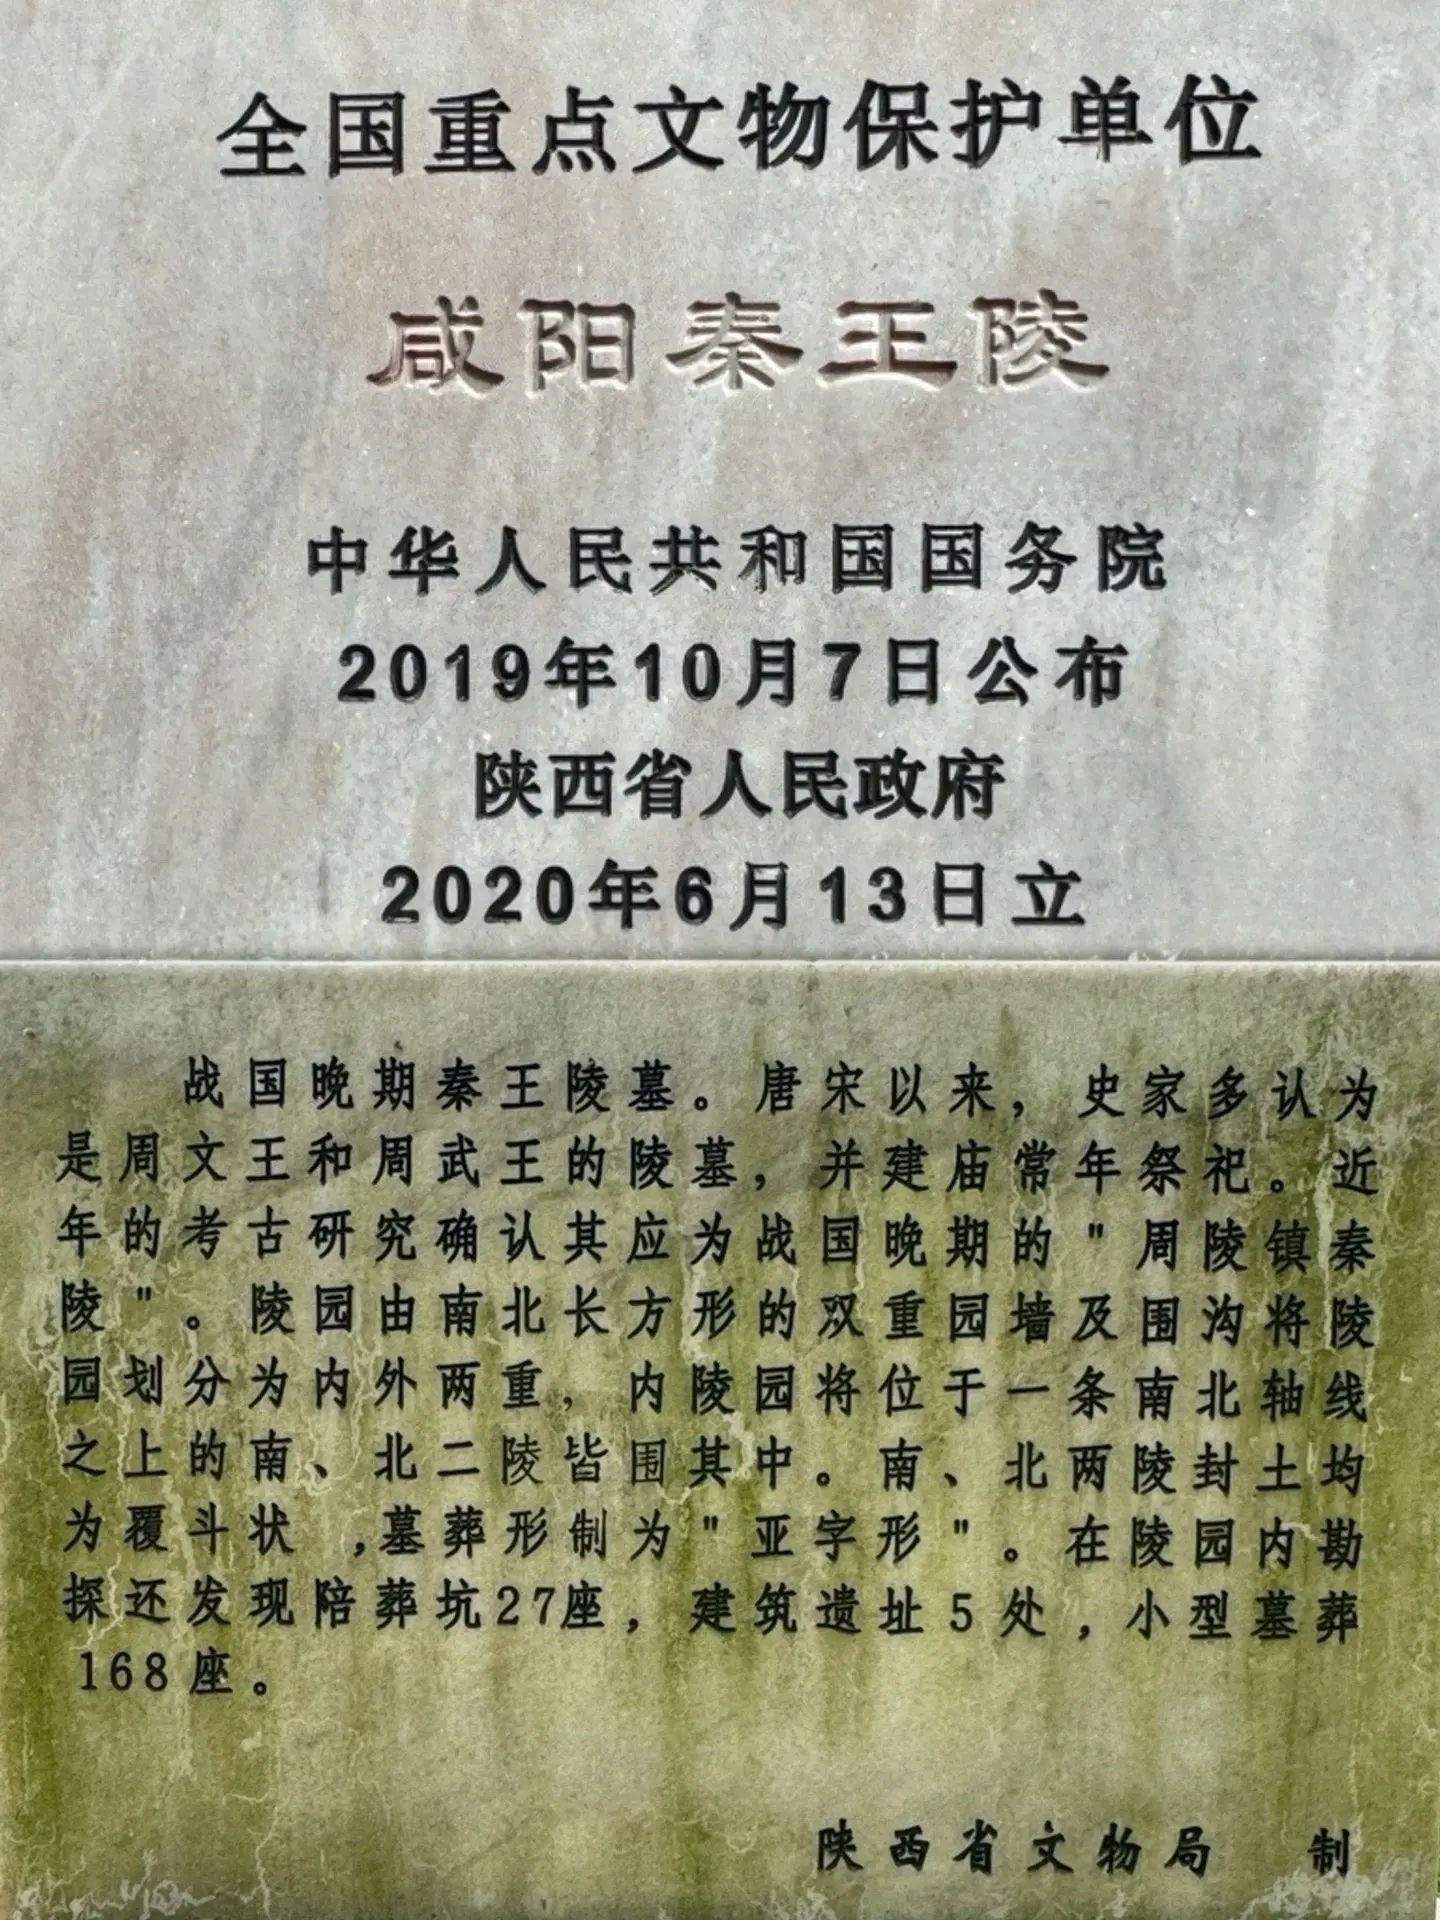 全国重点文物保护单位
咸阳秦王陵
中华人民共和国国务院
2019年10月7日公布
陕西省人民政府
2020年6月13日立
战国晚期秦王陵墓。唐宋以来，史家多认为
是周文王和周武王的陵墓，并建庙常年祭祀。近
年的考古研究确认其应为战国晚期的"周陵镇秦
陵"。陵园由南北长方形的双重园墙及围沟将陵
园划分为内外两重，内陵园将位于一条南北轴线
之上的南、北二陵皆围其中。南、北两陵封土均
为覆斗状，墓葬形制为"亚字形"。在陵园内勘
探还发现陪葬坑27座，建筑遗址5处，小型墓葬
168座。
陕西省文物局 制